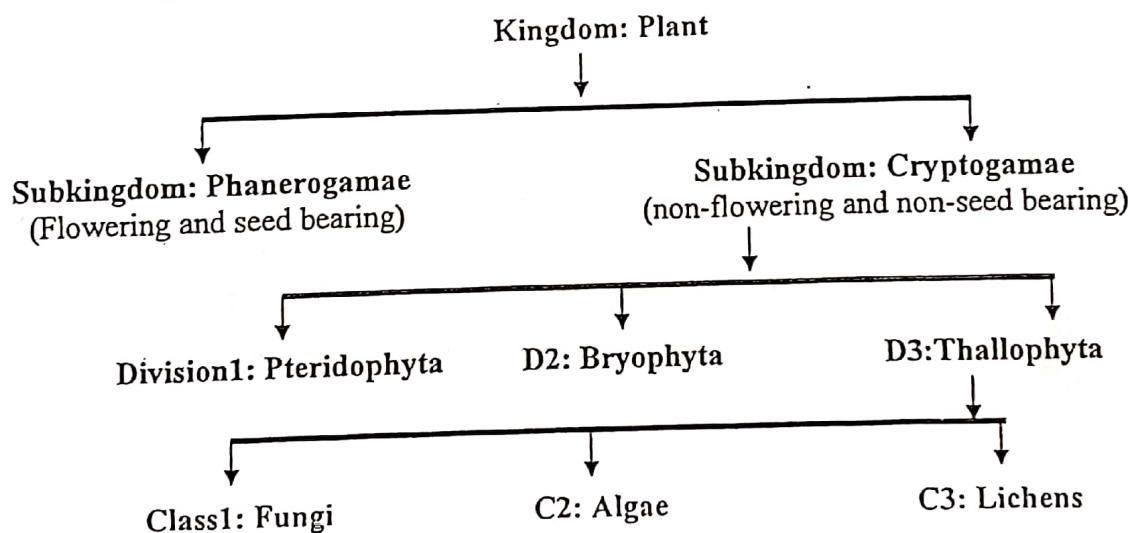 Kingdom: Plant
Subkingdom: Phanerogamae
(Flowering and seed bearing)
Subkingdom: Cryptogamae
(non-flowering and non-seed bearing)
Division1: Pteridophyta
D2: Bryophyta
D3:Thallophyta
Class1: Fungi
C2: Algae
C3: Lichens